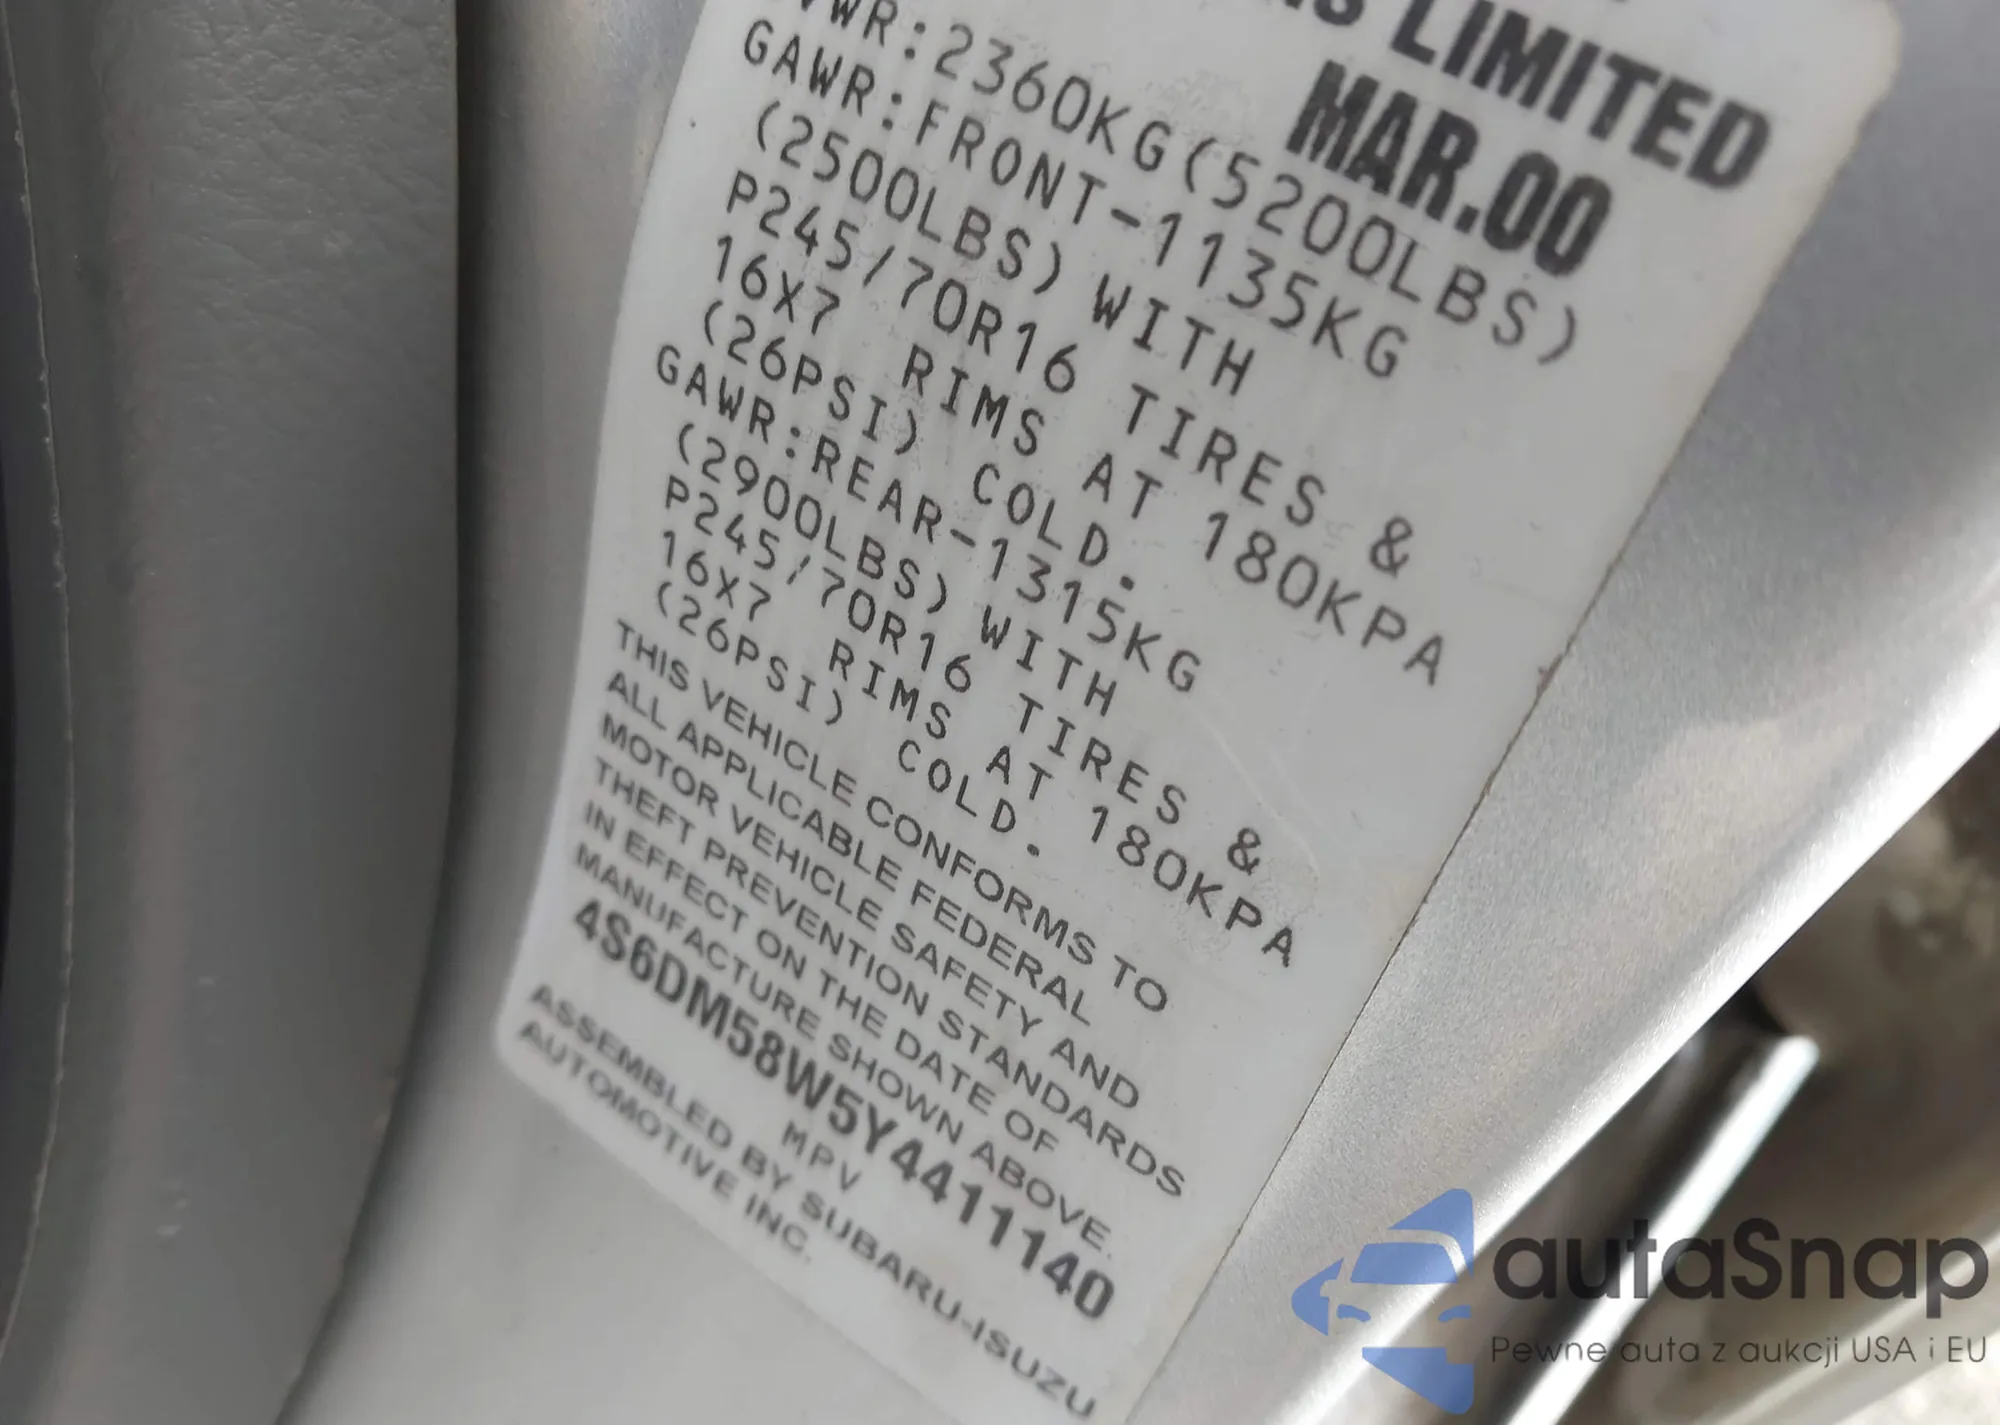 LIMITED
MAR.00
WR:2360KG(5200LBS)
GAWR:FRONT-1135KG
(2500LBS) WITH
P245/70R16 TIRES &
16X7 RIMS AT 180KPA
(26PSI) COLD.
GAWR:REAR-1315KG
(2900LBS) WITH
P245/70R16 TIRES &
16X7 RIMS AT 180KPA
(26PSI) COLD.
THIS VEHICLE CONFORMS TO
ALL APPLICABLE FEDERAL
MOTOR VEHICLE SAFETY AND
THEFT PREVENTION STANDARDS
IN EFFECT ON THE DATE OF
MANUFACTURE SHOWN ABOVE.
4S6DM58W5Y4411140
MPV
ASSEMBLED BY SUBARU-ISUZU
AUTOMOTIVE INC.
autaSnap
Pewne auta z aukcji USA i EU